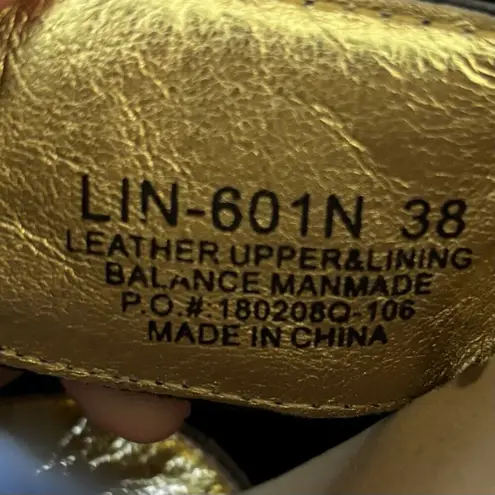 LIN-601N 38
LEATHER UPPER&LINING
BALANCE MANMADE
P.O.#:180208Q-106
MADE IN CHINA